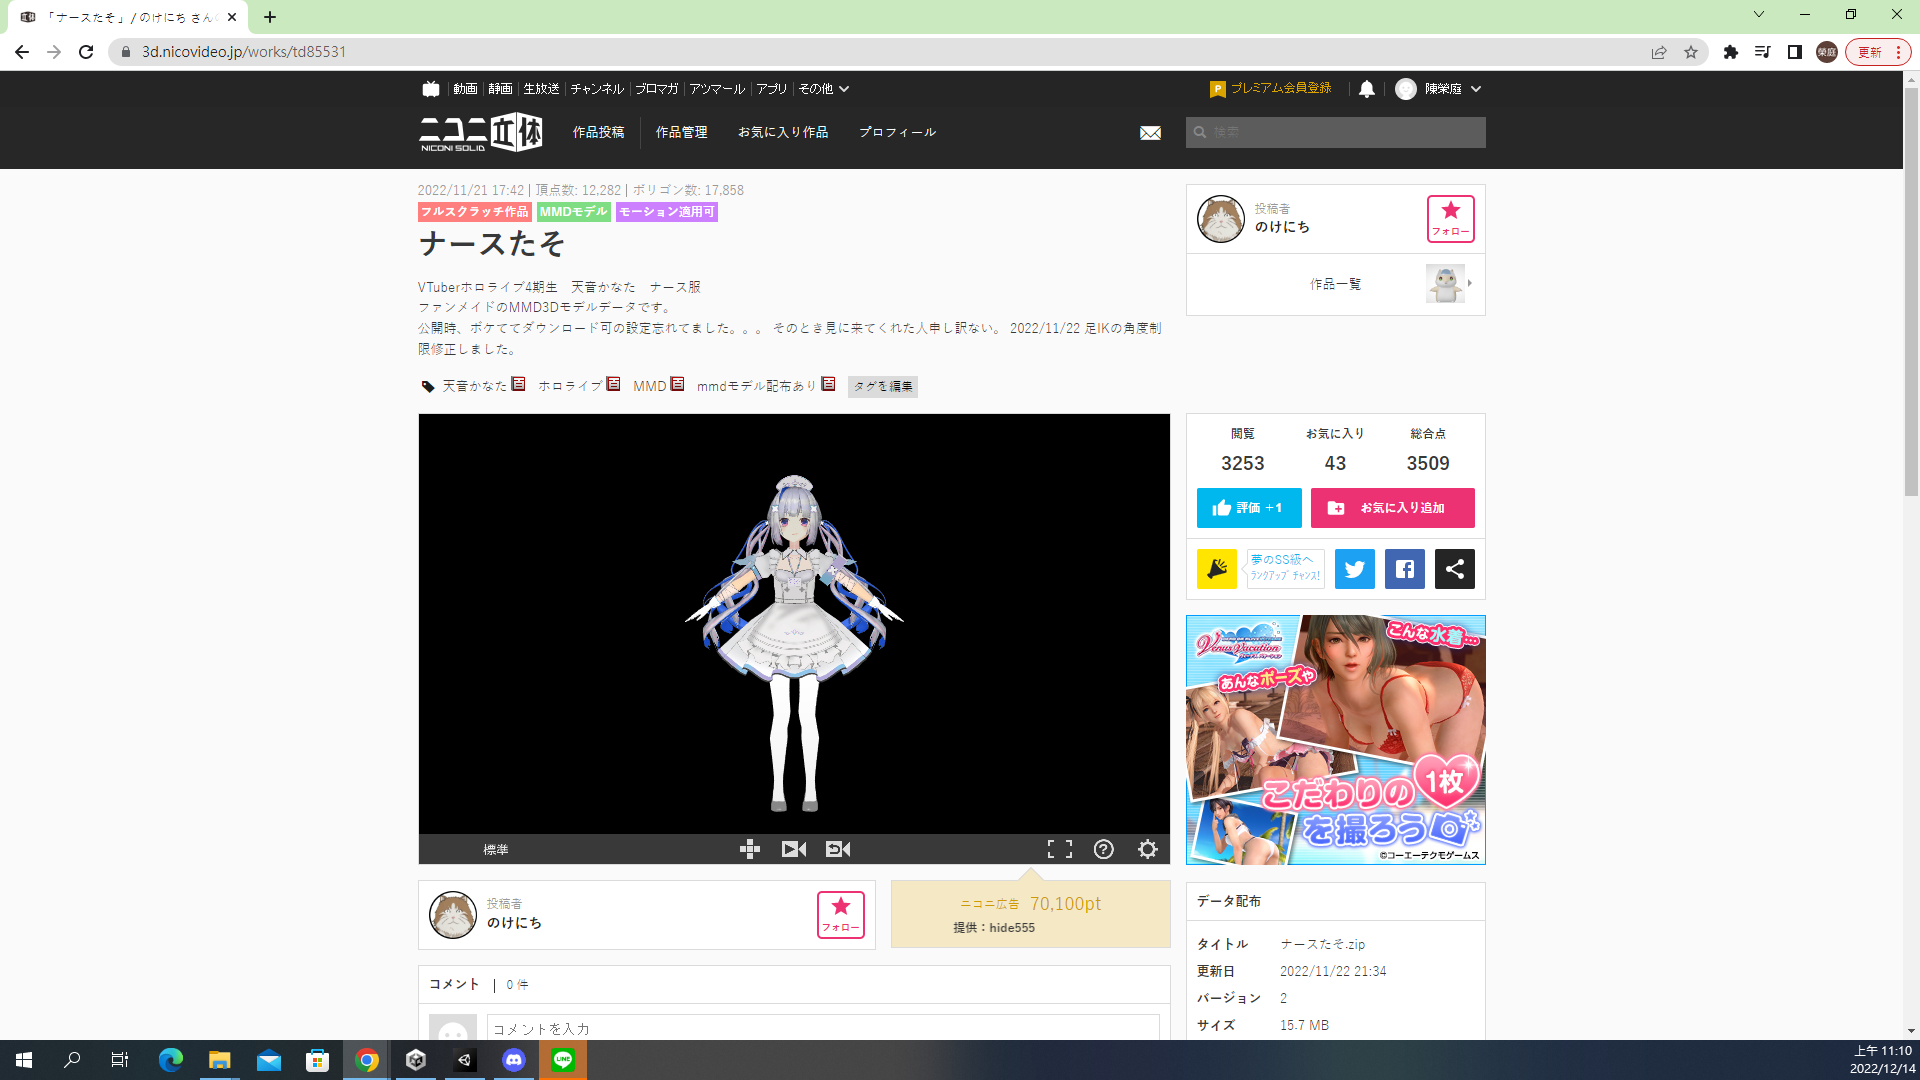 「ナースたそ」 / のけにち さん
3d.nicovideo.jp/works/td85531
榮庭
更新
動画 静画 生放送 チャンネル ブロマガ アツマール アプリ その他
P プレミアム会員登録
陳榮庭
ニコニ立体
NICONI SOLID
作品投稿 作品管理 お気に入り作品 プロフィール
検索
2022/11/21 17:42 | 頂点数: 12,282 | ポリゴン数: 17,858
フルスクラッチ作品 MMDモデル モーション適用可
ナースたそ
VTuberホロライブ4期生 天音かなた ナース服
ファンメイドのMMD3Dモデルデータです。
公開時、ボケててダウンロード可の設定忘れてました。。。 そのとき見に来てくれた人申し訳ない。 2022/11/22 足IKの角度制
限修正しました。
天音かなた ホロライブ MMD mmdモデル配布あり タグを編集
標準
投稿者
のけにち
フォロー
ニコニ広告 70,100pt
提供：hide555
コメント | 0 件
コメントを入力
投稿者
のけにち
フォロー
作品一覧
閲覧 お気に入り 総合点
3253 43 3509
評価 +1
お気に入り追加
夢のSS級へ
ランクアップチャンス!
Venus Vacation
こんな水着...
あんなポーズや
こだわりの
1枚
を撮ろう
©コーエーテクモゲームス
データ配布
タイトル ナースたそ.zip
更新日 2022/11/22 21:34
バージョン 2
サイズ 15.7 MB
LINE
上午 11:10
2022/12/14